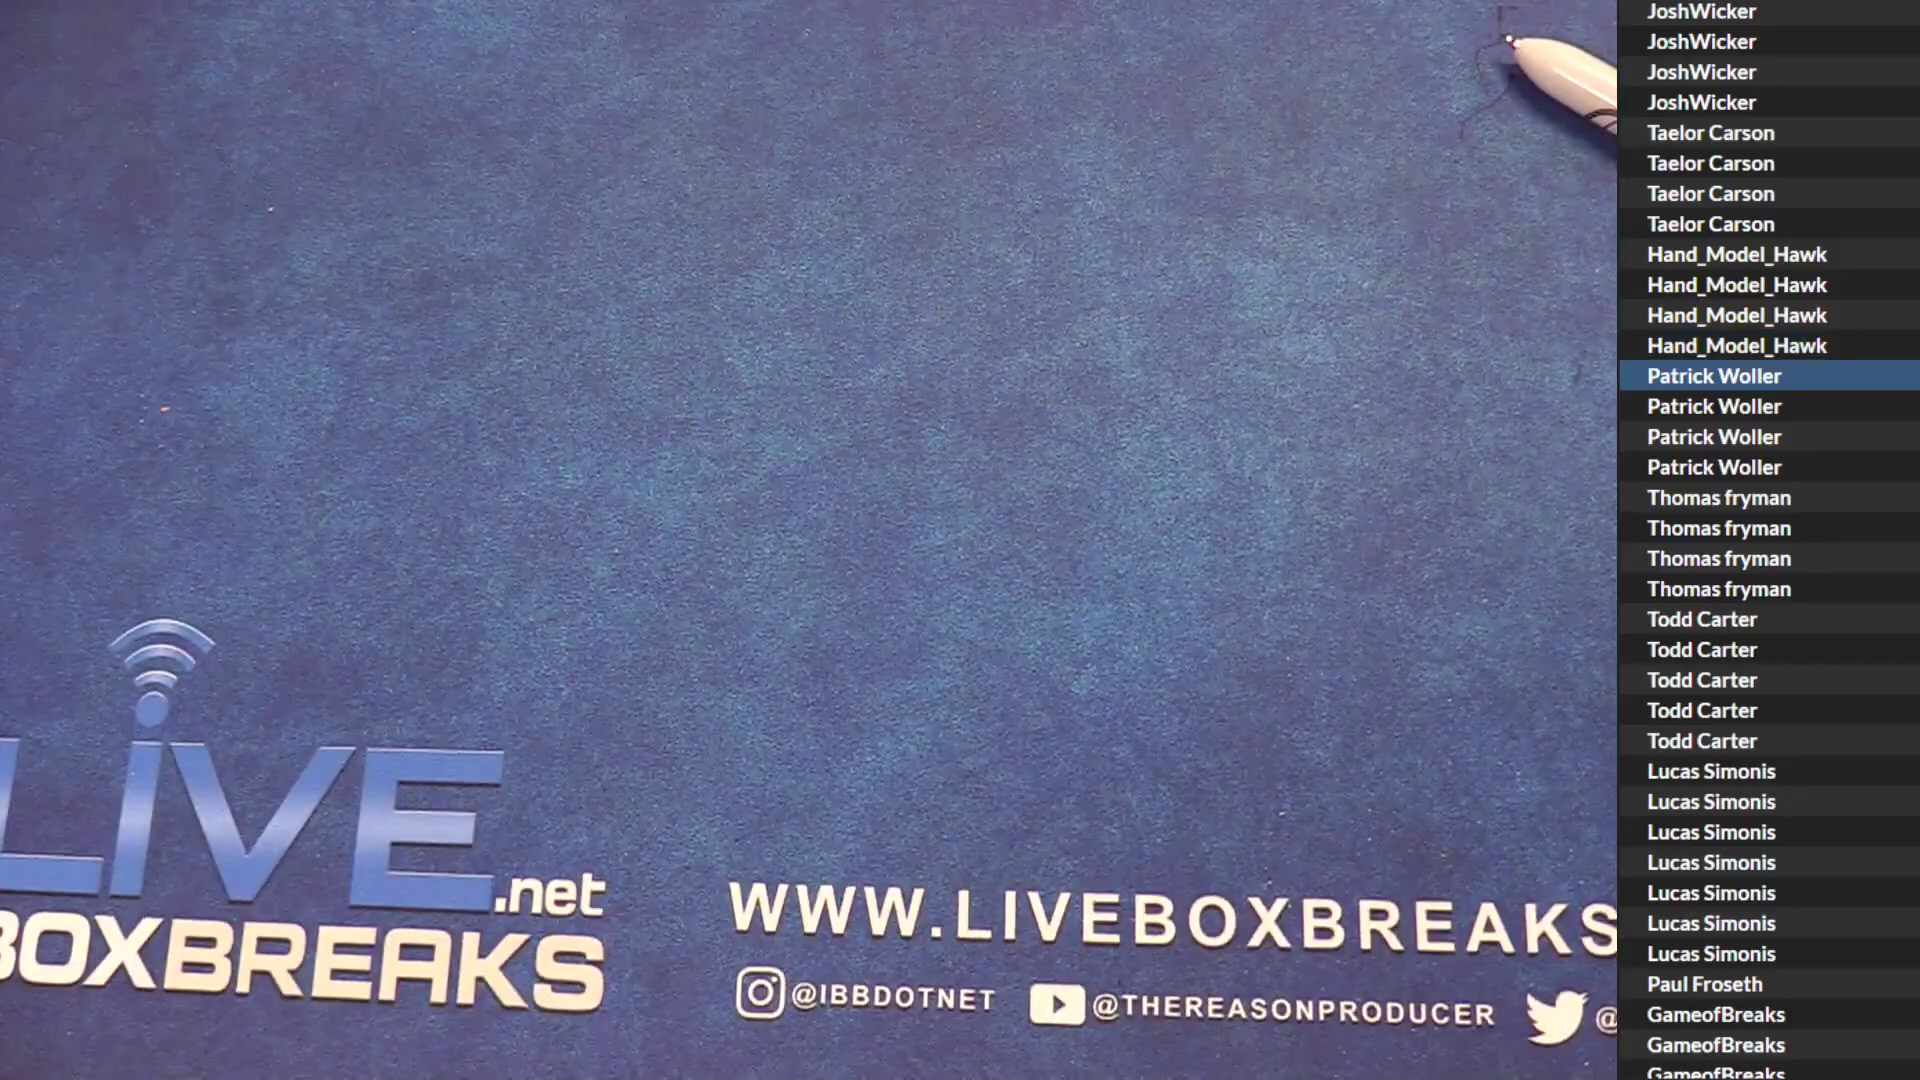 JoshWicker
JoshWicker
JoshWicker
JoshWicker
Taelor Carson
Taelor Carson
Taelor Carson
Taelor Carson
Hand_Model_Hawk
Hand_Model_Hawk
Hand_Model_Hawk
Hand_Model_Hawk
Patrick Woller
Patrick Woller
Patrick Woller
Patrick Woller
Thomas fryman
Thomas fryman
Thomas fryman
Thomas fryman
Todd Carter
Todd Carter
Todd Carter
Todd Carter
Todd Carter
Lucas Simonis
Lucas Simonis
Lucas Simonis
Lucas Simonis
Lucas Simonis
Lucas Simonis
Lucas Simonis
Paul Froseth
GameofBreaks
GameofBreaks
GameofBreaks
LIVE.net
BOXBREAKS
WWW.LIVEBOXBREAKS
@IBBDOTNET @THEREASONPRODUCER @